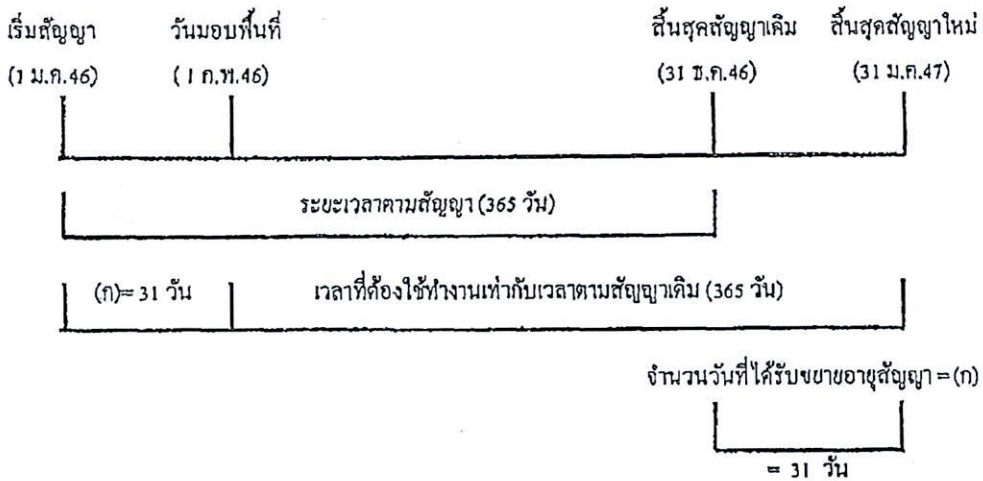 เริ่มสัญญา วันมอบพื้นที่ สิ้นสุดสัญญาเดิม สิ้นสุดสัญญาใหม่
(1 ม.ค.46) (1 ก.พ.46) (31 ธ.ค.46) (31 ม.ค.47)
ระยะเวลาตามสัญญา (365 วัน)
(ก)= 31 วัน เวลาที่ต้องใช้ทำงานเท่ากับเวลาตามสัญญาเดิม (365 วัน)
จำนวนวันที่ได้รับขยายอายุสัญญา = (ก)
= 31 วัน